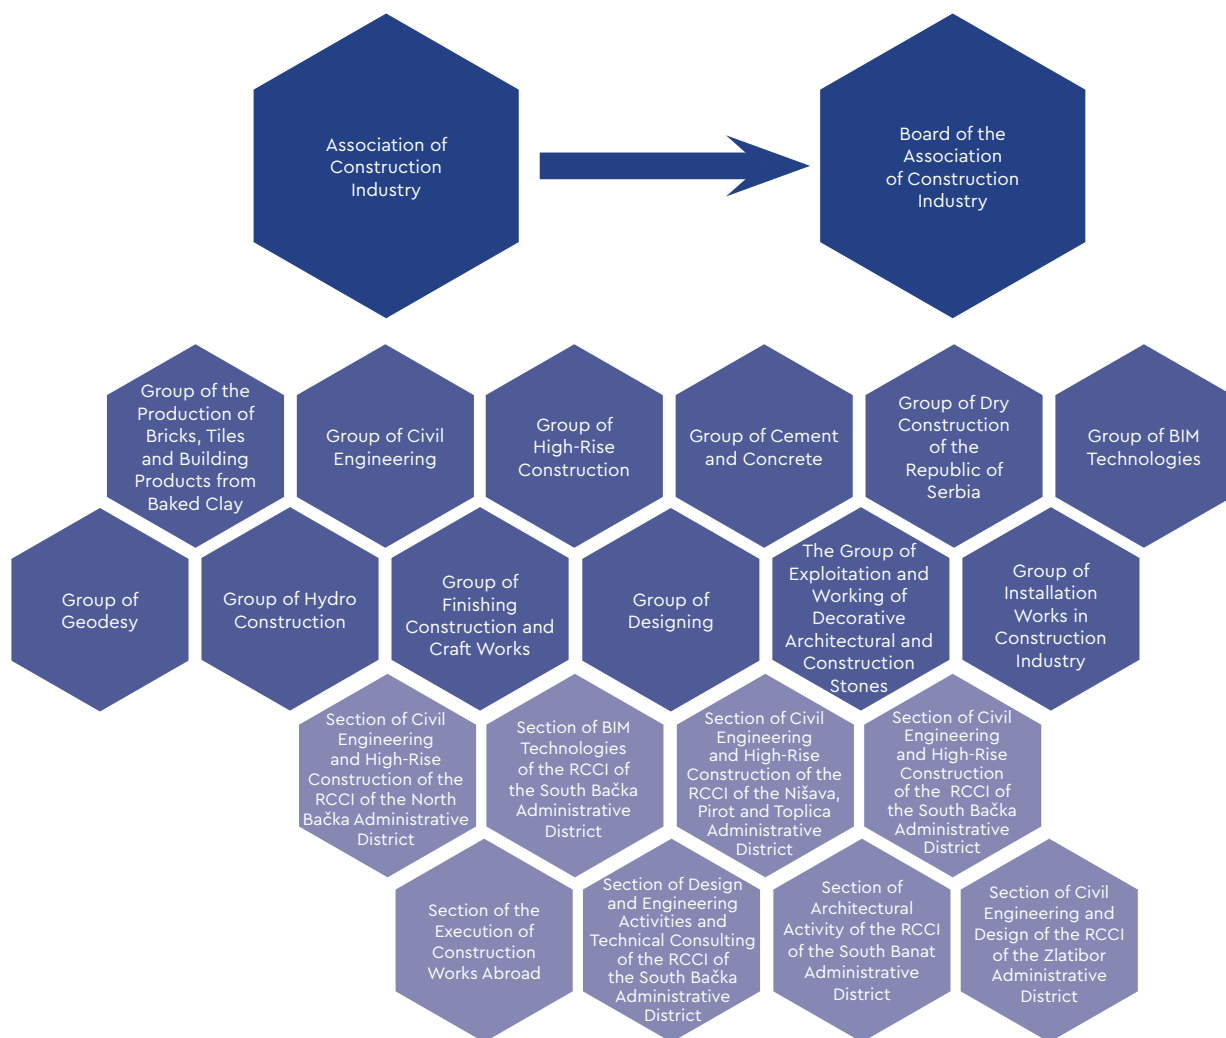 Association of
Construction
Industry
Board of the
Association
of Construction
Industry
Group of the
Production of
Bricks, Tiles
and Building
Products from
Baked Clay
Group of Civil
Engineering
Group of
High-Rise
Construction
Group of Cement
and Concrete
Group of Dry
Construction
of the
Republic of
Serbia
Group of BIM
Technologies
Group of
Geodesy
Group of Hydro
Construction
Group of
Finishing
Construction and
Craft Works
Group of
Designing
The Group of
Exploitation and
Working of
Decorative
Architectural and
Construction
Stones
Group of
Installation
Works in
Construction
Industry
Section of Civil
Engineering
and High-Rise
Construction of the
RCCI of the North
Bačka Administrative
District
Section of BIM
Technologies
of the RCCI of
the South Bačka
Administrative
District
Section of Civil
Engineering
and High-Rise
Construction of the
RCCI of the Nišava,
Pirot and Toplica
Administrative
District
Section of Civil
Engineering
and High-Rise
Construction
of the RCCI of
the South Bačka
Administrative
District
Section of the
Execution of
Construction
Works Abroad
Section of Design
and Engineering
Activities and
Technical Consulting
of the RCCI of
the South Bačka
Administrative
District
Section of
Architectural
Activity of the RCCI
of the South Banat
Administrative
District
Section of Civil
Engineering and
Design of the RCCI
of the Zlatibor
Administrative
District